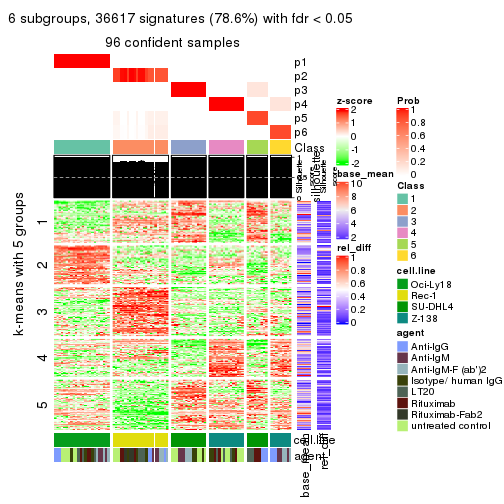 6 subgroups, 36617 signatures (78.6%) with fdr < 0.05
96 confident samples
p1
p2
p3
p4
p5
p6
Class
silhouette
k-means with 5 groups
1
2
3
4
5
cell.line
agent
base_mean
rel_diff
z-score
2
1
0
-1
-2
base_mean
10
8
6
4
2
rel_diff
1
0.8
0.6
0.4
0.2
0
Prob
1
0.8
0.6
0.4
0.2
0
Class
1
2
3
4
5
6
cell.line
Oci-Ly18
Rec-1
SU-DHL4
Z-138
agent
Anti-IgG
Anti-IgM
Anti-IgM-F (ab')2
Isotype/ human IgG
LT20
Rituximab
Rituximab-Fab2
untreated control